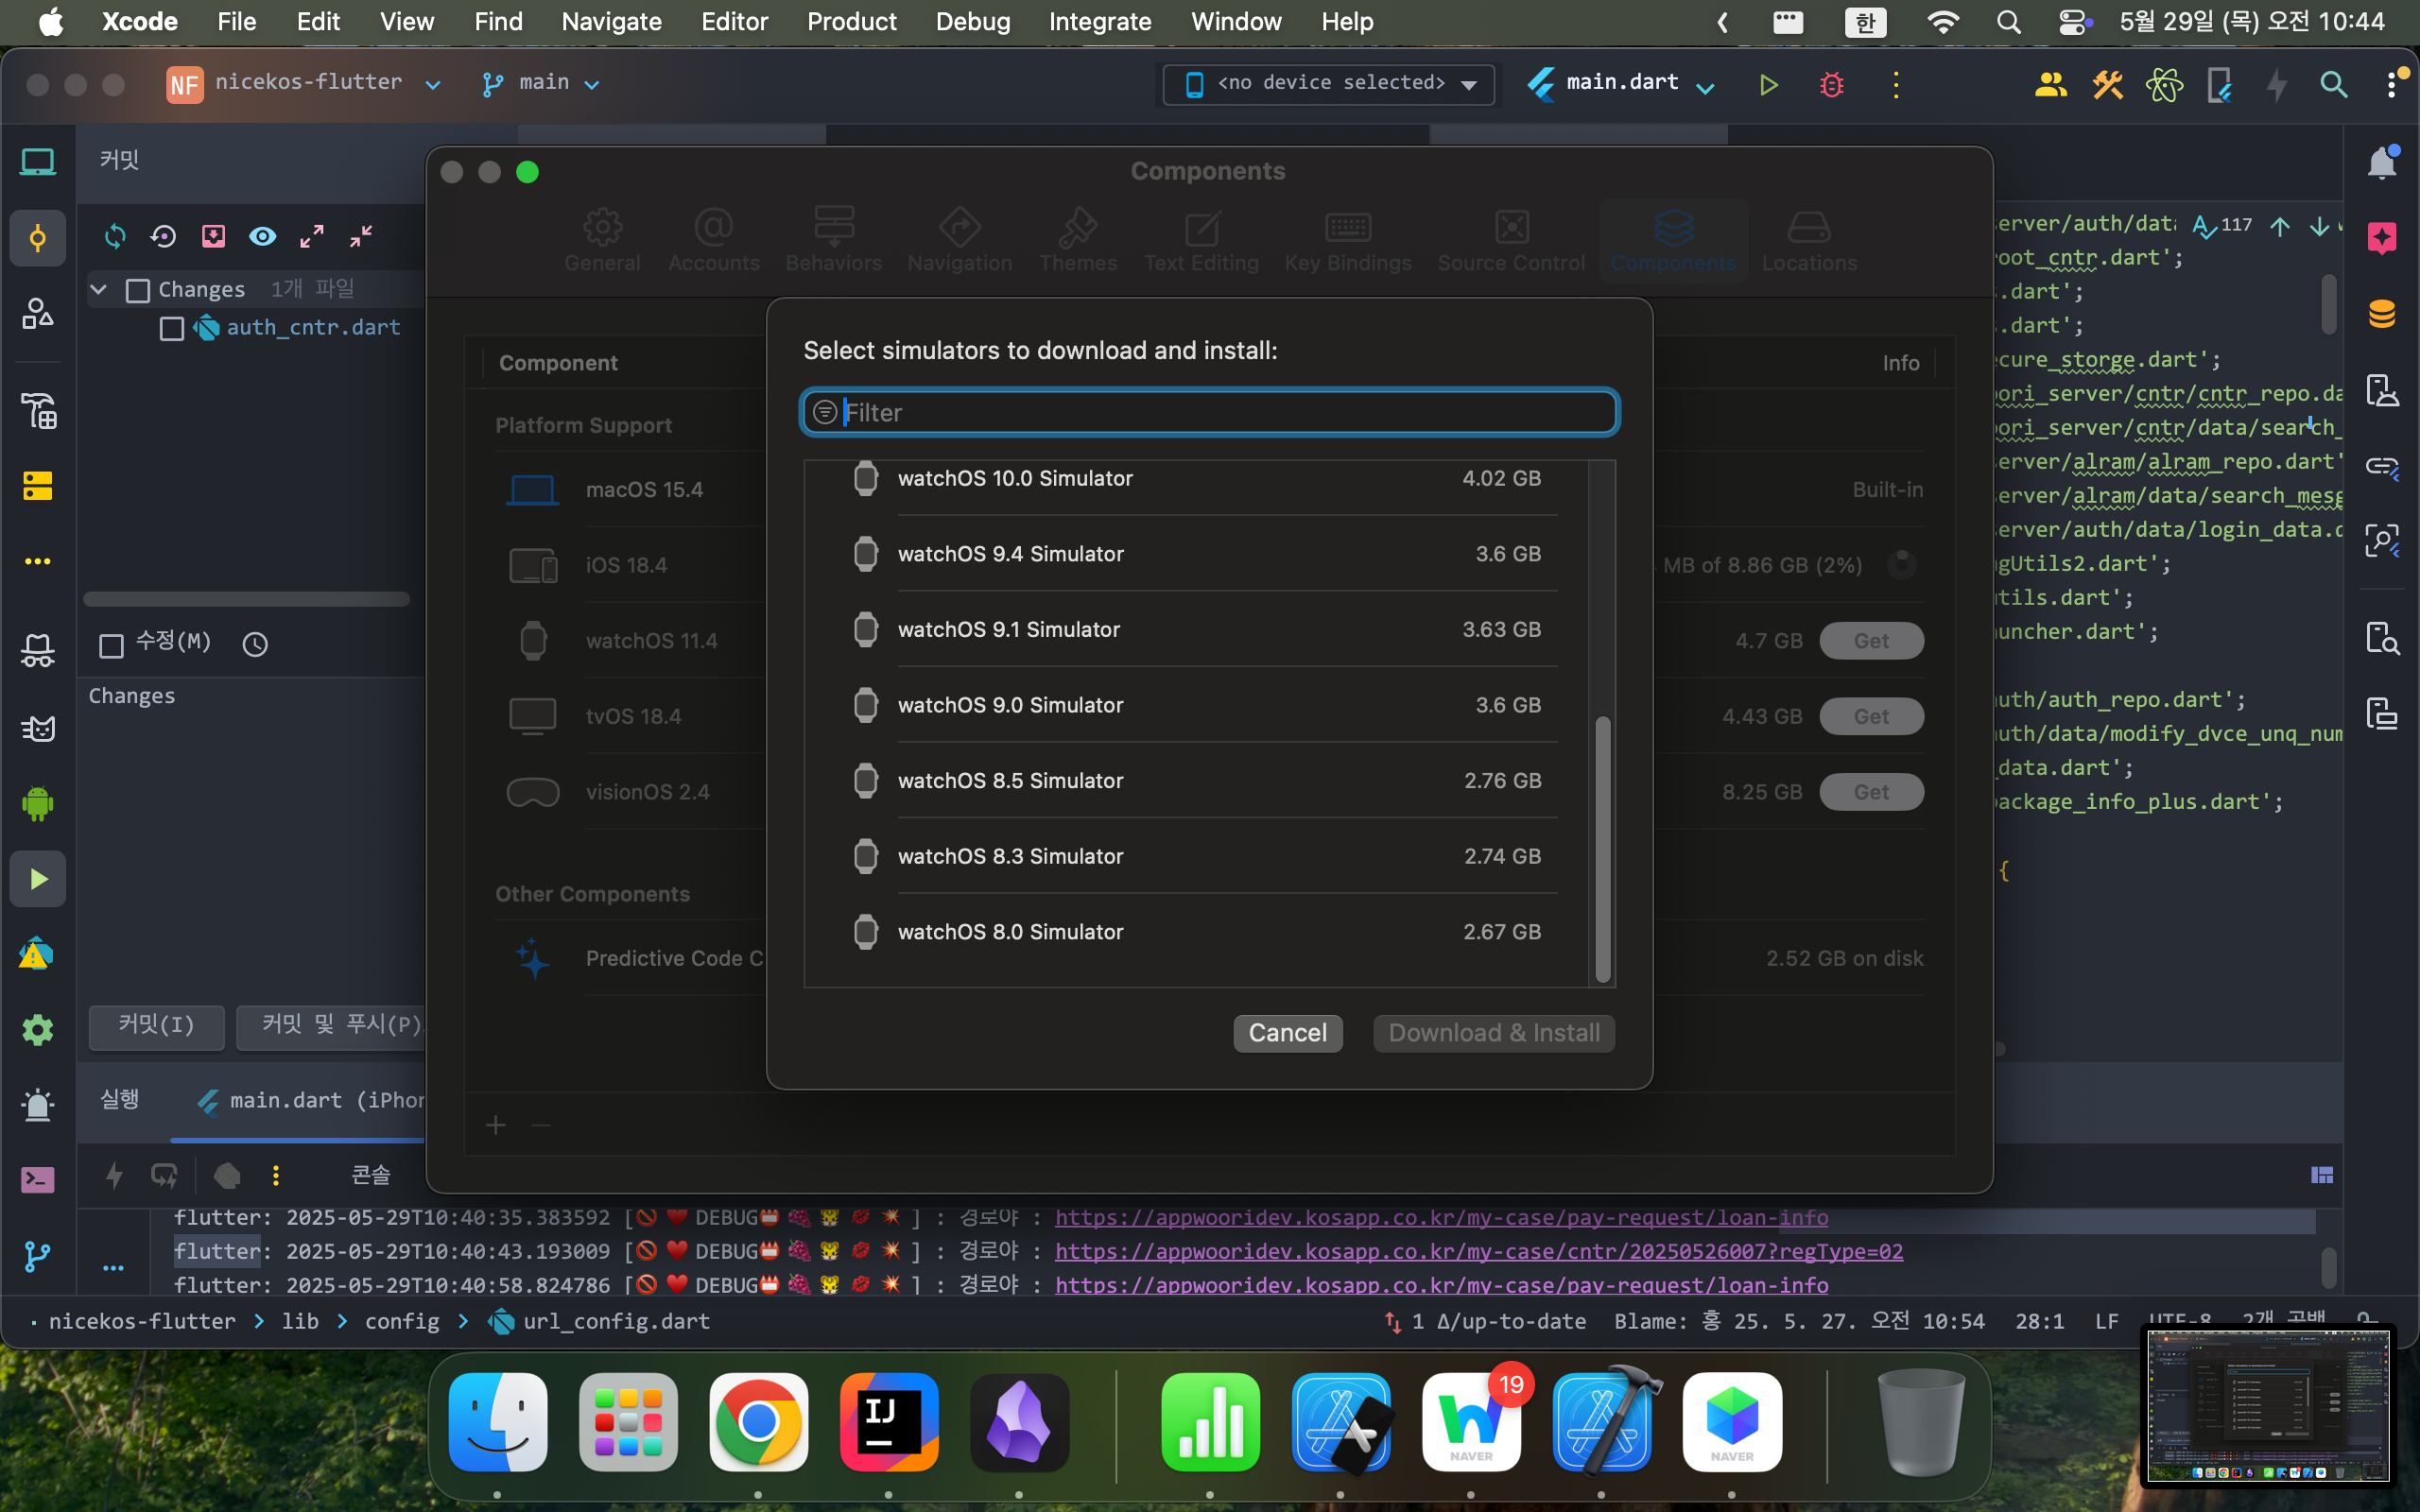 Xcode File Edit View Find Navigate Editor Product Debug Integrate Window Help 한 5월 29일 (목) 오전 10:44
NF nicekos-flutter main <no device selected> main.dart
커밋
Components
General Accounts Behaviors Navigation Themes Text Editing Key Bindings Source Control Components Locations
Changes 1개 파일
auth_cntr.dart
수정(M)
Changes
커밋(I) 커밋 및 푸시(P)
Component Info
Platform Support
macOS 15.4 Built-in
iOS 18.4 MB of 8.86 GB (2%)
watchOS 11.4 4.7 GB Get
tvOS 18.4 4.43 GB Get
visionOS 2.4 8.25 GB Get
Other Components
Predictive Code C 2.52 GB on disk
Select simulators to download and install:
Filter
watchOS 10.0 Simulator 4.02 GB
watchOS 9.4 Simulator 3.6 GB
watchOS 9.1 Simulator 3.63 GB
watchOS 9.0 Simulator 3.6 GB
watchOS 8.5 Simulator 2.76 GB
watchOS 8.3 Simulator 2.74 GB
watchOS 8.0 Simulator 2.67 GB
Cancel Download & Install
erver/auth/dat 117
oot_cntr.dart';
.dart';
.dart';
ecure_storge.dart';
ori_server/cntr/cntr_repo.da
ori_server/cntr/data/search_
erver/alram/alram_repo.dart'
erver/alram/data/search_mesg
erver/auth/data/login_data.d
gUtils2.dart';
tils.dart';
uncher.dart';
uth/auth_repo.dart';
uth/data/modify_dvce_unq_num
_data.dart';
ackage_info_plus.dart';
{
실행 main.dart (iPhon
콘솔
flutter: 2025-05-29T10:40:35.383592 [🚫 ♥️ DEBUG📛 🍇 🐯 💋 💥 ] : 경로야 : https://appwooridev.kosapp.co.kr/my-case/pay-request/loan-info
flutter: 2025-05-29T10:40:43.193009 [🚫 ♥️ DEBUG📛 🍇 🐯 💋 💥 ] : 경로야 : https://appwooridev.kosapp.co.kr/my-case/cntr/20250526007?regType=02
flutter: 2025-05-29T10:40:58.824786 [🚫 ♥️ DEBUG📛 🍇 🐯 💋 💥 ] : 경로야 : https://appwooridev.kosapp.co.kr/my-case/pay-request/loan-info
nicekos-flutter > lib > config > url_config.dart 1 Δ/up-to-date Blame: 홍 25. 5. 27. 오전 10:54 28:1 LF UTF-8 2개 공백
IJ
NAVER 19
NAVER